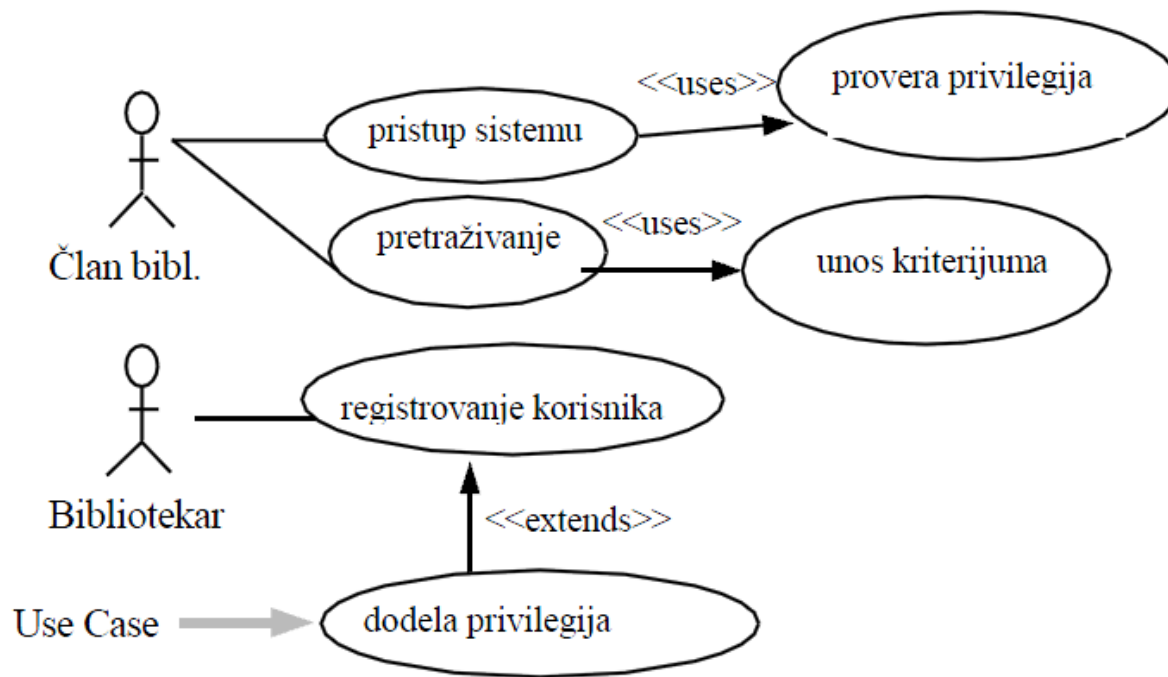 <<uses>>
provera privilegija
pristup sistemu
Član bibl.
pretraživanje
<<uses>>
unos kriterijuma
registrovanje korisnika
Bibliotekar
<<extends>>
Use Case
dodela privilegija